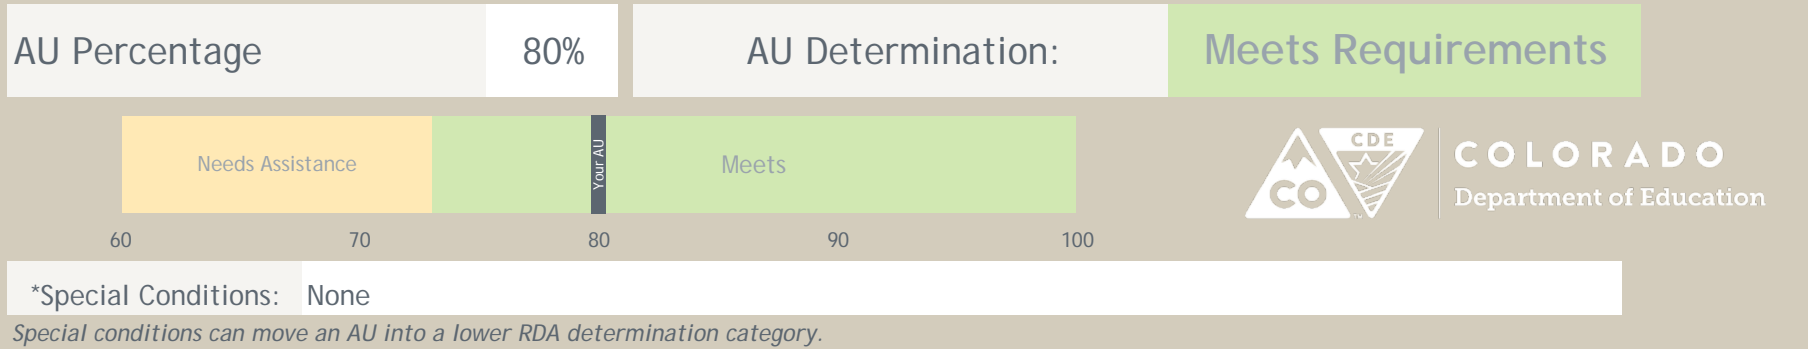 AU Percentage 80% AU Determination: Meets Requirements
Needs Assistance Your AU Meets
CDE
CO
™
COLORADO
Department of Education
60 70 80 90 100
*Special Conditions: None
Special conditions can move an AU into a lower RDA determination category.